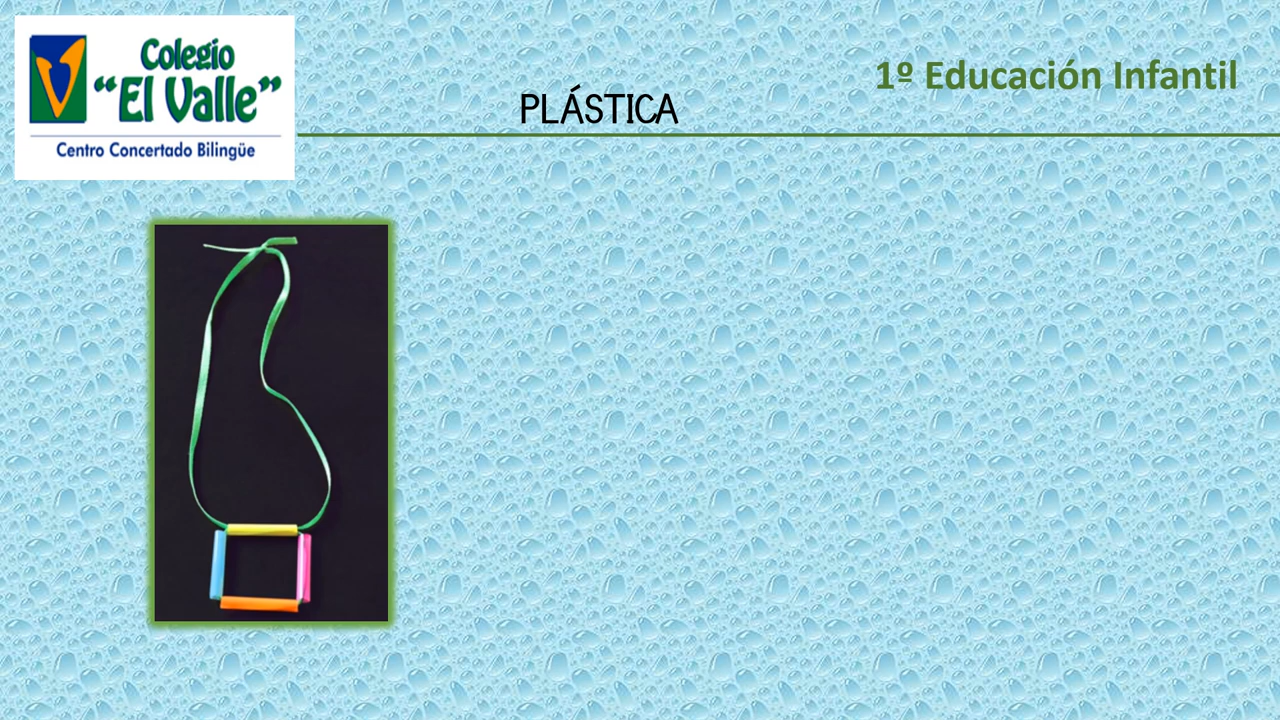 Colegio
"El Valle"
Centro Concertado Bilingüe
1º Educación Infantil
PLÁSTICA